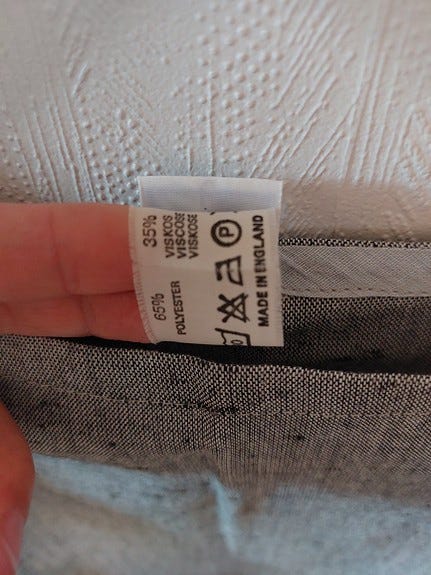 65%
POLYESTER
35%
VISKOS
VISCOSE
VISKOSE
P
MADE IN ENGLAND